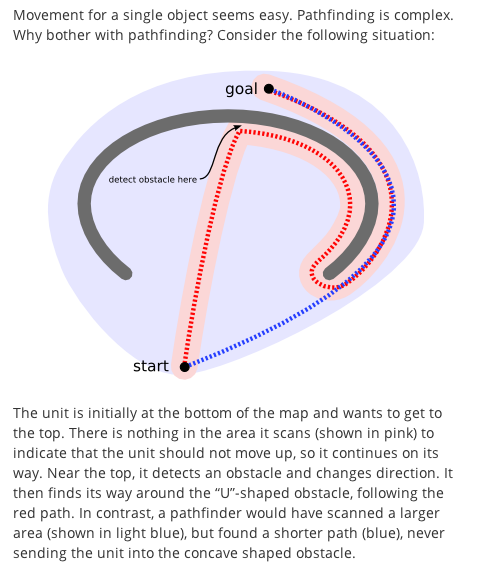 Movement for a single object seems easy. Pathfinding is complex.
Why bother with pathfinding? Consider the following situation:
goal
detect obstacle here
start
The unit is initially at the bottom of the map and wants to get to
the top. There is nothing in the area it scans (shown in pink) to
indicate that the unit should not move up, so it continues on its
way. Near the top, it detects an obstacle and changes direction. It
then finds its way around the “U”-shaped obstacle, following the
red path. In contrast, a pathfinder would have scanned a larger
area (shown in light blue), but found a shorter path (blue), never
sending the unit into the concave shaped obstacle.